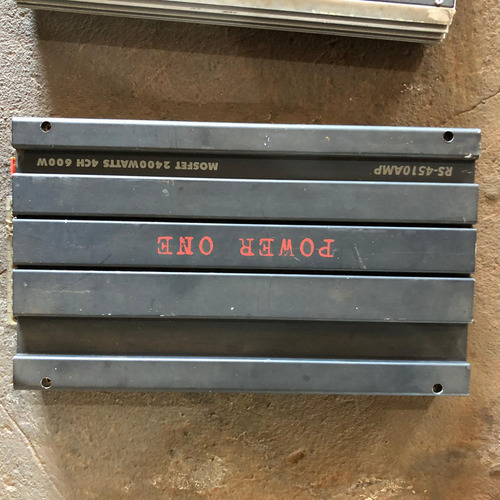 POWER ONE
RS-4510AMP
MOSFET 2400WATTS 4CH 600W